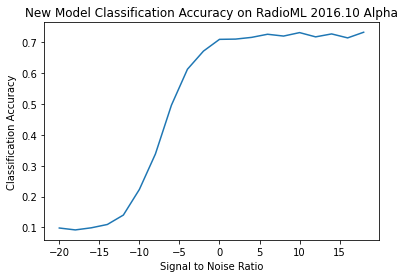 New Model Classification Accuracy on RadioML 2016.10 Alpha
0.7
0.6
0.5
0.4
0.3
0.2
0.1
Classification Accuracy
−20 −15 −10 −5 0 5 10 15
Signal to Noise Ratio